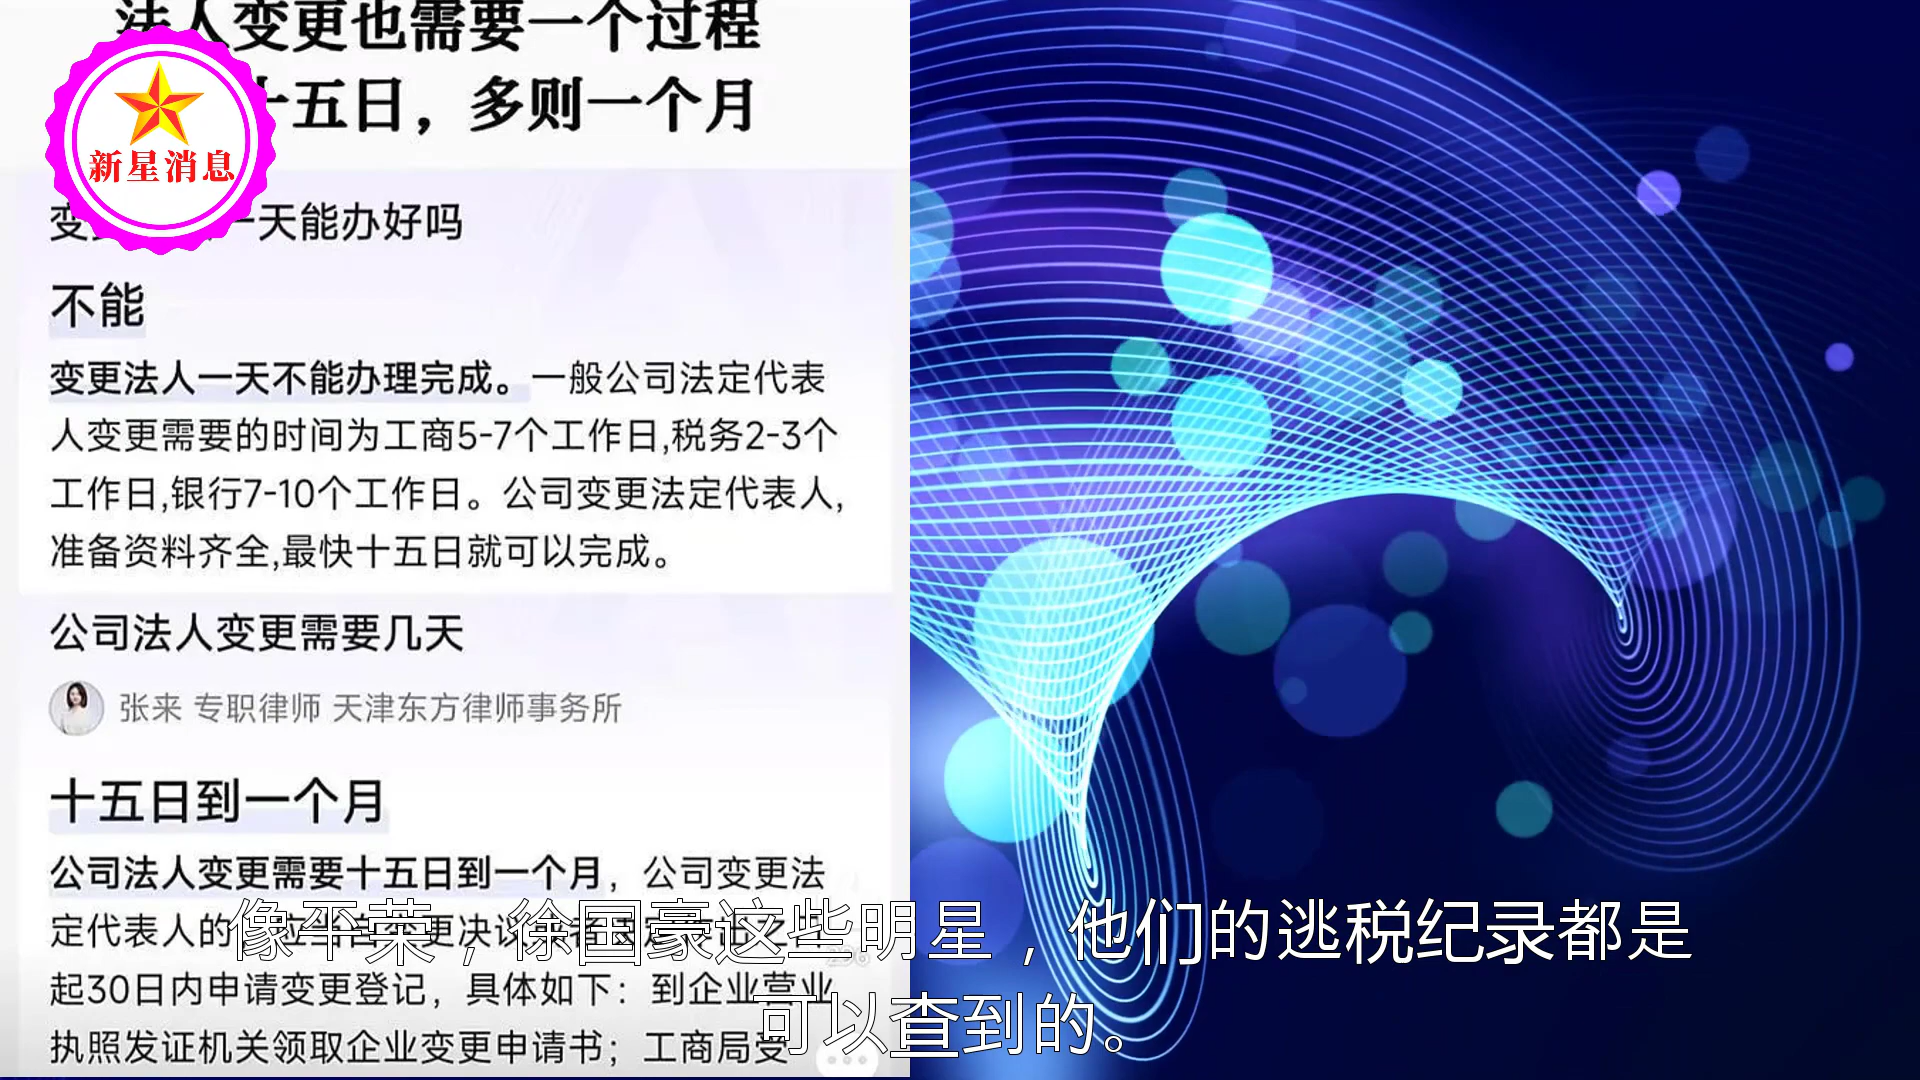 法人变更也需要一个过程
十五日，多则一个月
新星消息
一天能办好吗
不能
变更法人一天不能办理完成。一般公司法定代表
人变更需要的时间为工商5-7个工作日,税务2-3个
工作日,银行7-10个工作日。公司变更法定代表人,
准备资料齐全,最快十五日就可以完成。
公司法人变更需要几天
张来 专职律师 天津东方律师事务所
十五日到一个月
公司法人变更需要十五日到一个月，公司变更法
定代表人的
像平荣，徐国豪这些明星，他们的逃税纪录都是
起30日内申请变更登记，具体如下：到企业营业
可以查到的。
执照发证机关领取企业变更申请书；工商局受